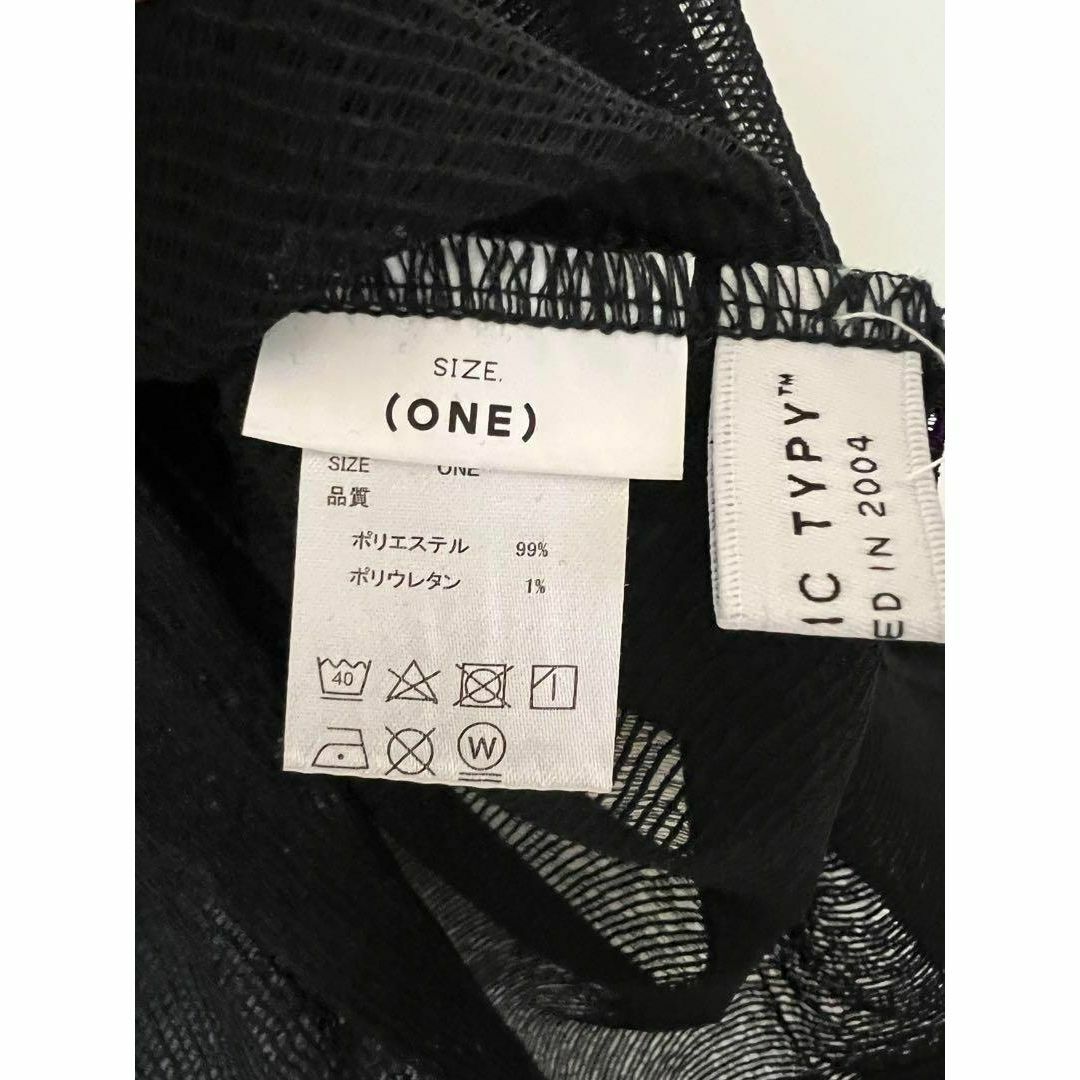 SIZE.
(ONE)
SIZE ONE
品質
ポリエステル 99%
ポリウレタン 1%
40
W
IC TYPY™
ED IN 2004